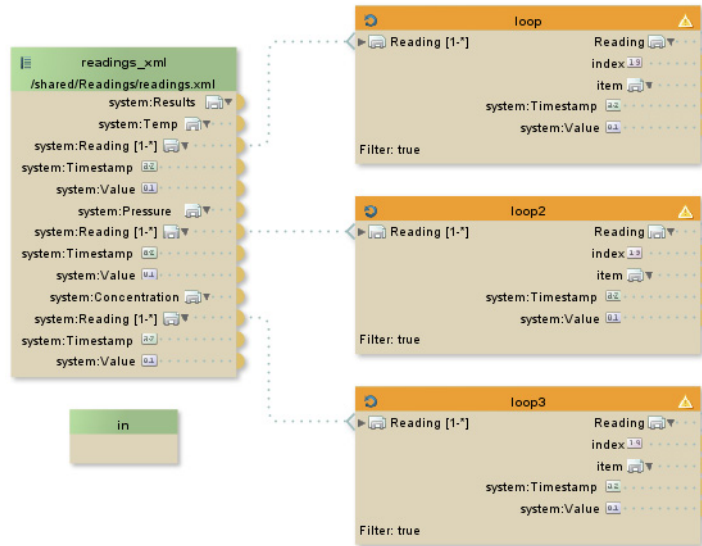 readings_xml
/shared/Readings/readings.xml
system:Results
system:Temp
system:Reading [1-*]
system:Timestamp
system:Value
system:Pressure
system:Reading [1-*]
system:Timestamp
system:Value
system:Concentration
system:Reading [1-*]
system:Timestamp
system:Value
in
loop
Reading [1-*] Reading
index
item
system:Timestamp
system:Value
Filter: true
loop2
Reading [1-*] Reading
index
item
system:Timestamp
system:Value
Filter: true
loop3
Reading [1-*] Reading
index
item
system:Timestamp
system:Value
Filter: true